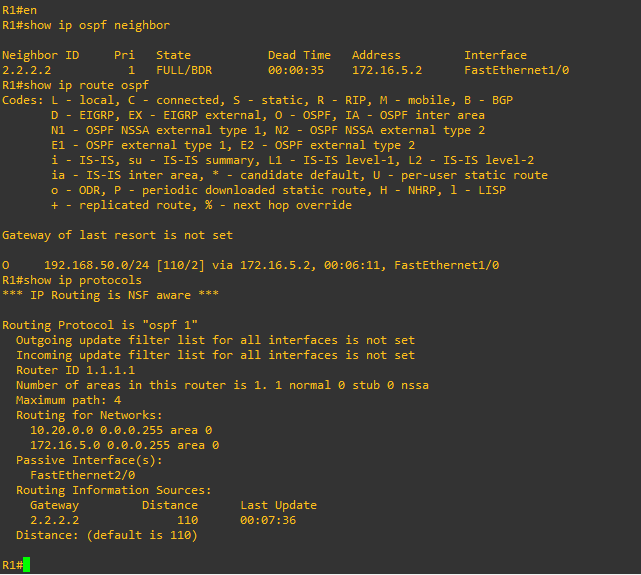 R1#en
R1#show ip ospf neighbor
Neighbor ID     Pri   State           Dead Time   Address         Interface
2.2.2.2           1   FULL/BDR        00:00:35    172.16.5.2      FastEthernet1/0
R1#show ip route ospf
Codes: L - local, C - connected, S - static, R - RIP, M - mobile, B - BGP
       D - EIGRP, EX - EIGRP external, O - OSPF, IA - OSPF inter area
       N1 - OSPF NSSA external type 1, N2 - OSPF NSSA external type 2
       E1 - OSPF external type 1, E2 - OSPF external type 2
       i - IS-IS, su - IS-IS summary, L1 - IS-IS level-1, L2 - IS-IS level-2
       ia - IS-IS inter area, * - candidate default, U - per-user static route
       o - ODR, P - periodic downloaded static route, H - NHRP, l - LISP
       + - replicated route, % - next hop override
Gateway of last resort is not set
O     192.168.50.0/24 [110/2] via 172.16.5.2, 00:06:11, FastEthernet1/0
R1#show ip protocols
*** IP Routing is NSF aware ***
Routing Protocol is "ospf 1"
  Outgoing update filter list for all interfaces is not set
  Incoming update filter list for all interfaces is not set
  Router ID 1.1.1.1
  Number of areas in this router is 1. 1 normal 0 stub 0 nssa
  Maximum path: 4
  Routing for Networks:
    10.20.0.0 0.0.0.255 area 0
    172.16.5.0 0.0.0.255 area 0
  Passive Interface(s):
    FastEthernet2/0
  Routing Information Sources:
    Gateway         Distance      Last Update
    2.2.2.2              110      00:07:36
  Distance: (default is 110)
R1#